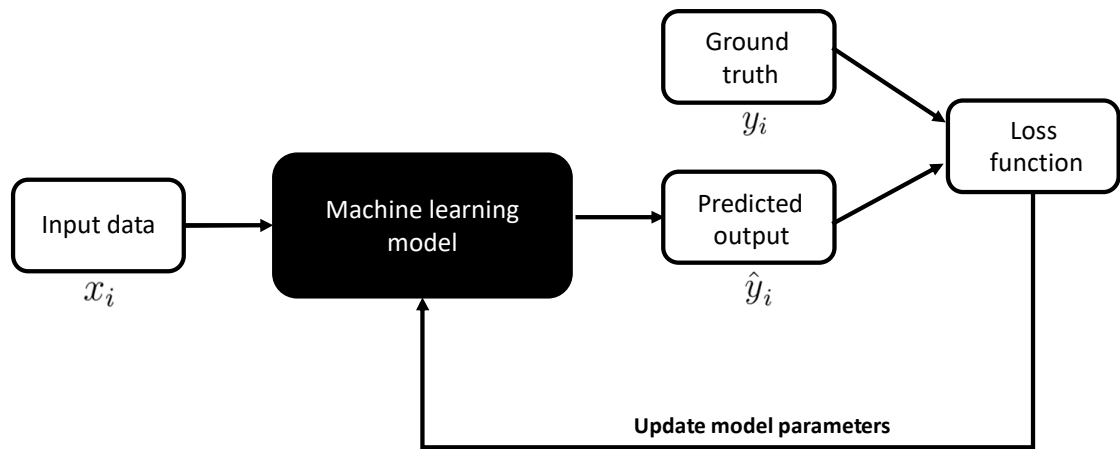 Ground
truth
y_i
Loss
function
Input data
x_i
Machine learning
model
Predicted
output
ŷ_i
Update model parameters